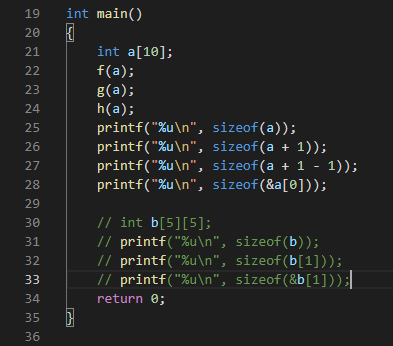 19 int main()
20 {
21     int a[10];
22     f(a);
23     g(a);
24     h(a);
25     printf("%u\n", sizeof(a));
26     printf("%u\n", sizeof(a + 1));
27     printf("%u\n", sizeof(a + 1 - 1));
28     printf("%u\n", sizeof(&a[0]));
29
30     // int b[5][5];
31     // printf("%u\n", sizeof(b));
32     // printf("%u\n", sizeof(b[1]));
33     // printf("%u\n", sizeof(&b[1]));
34     return 0;
35 }
36